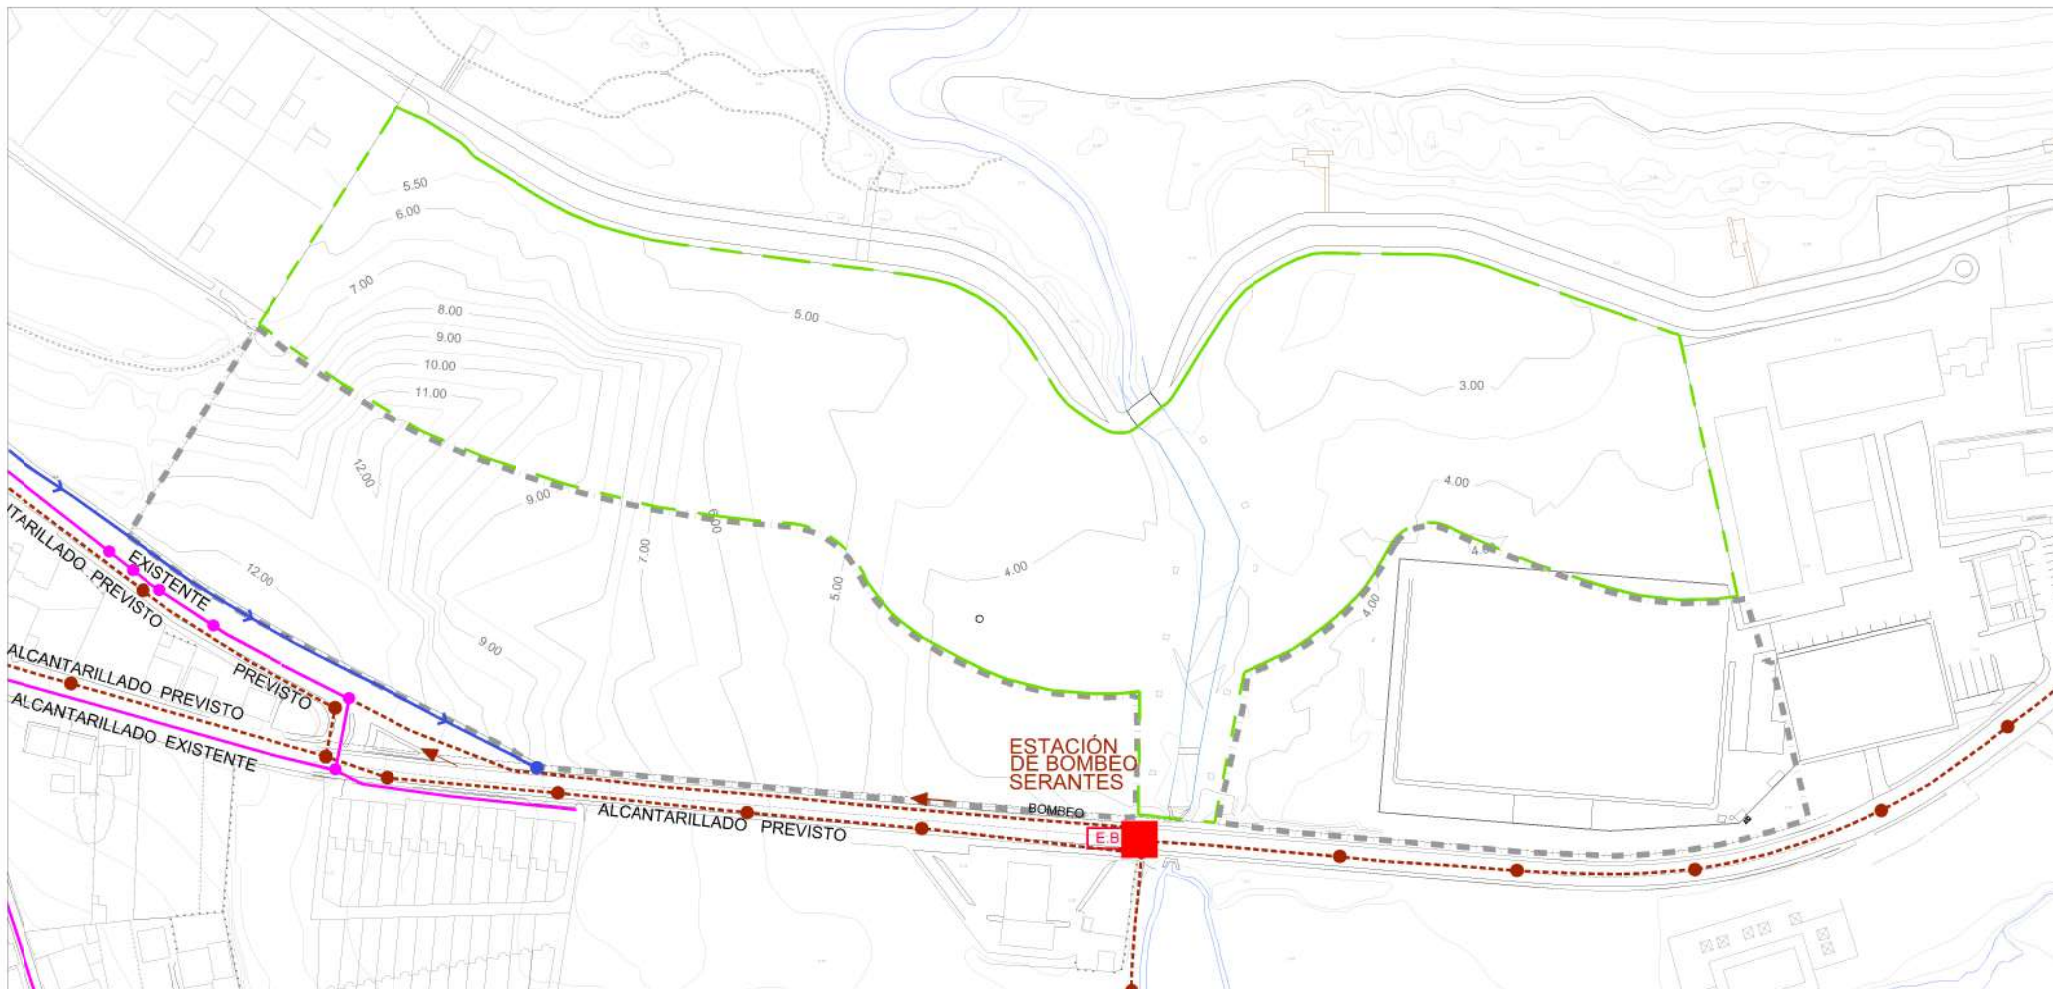 5.50
6.00
7.00
8.00
9.00
10.00
11.00
12.00
5.00
3.00
4.00
9.00
6.00
7.00
5.00
4.00
4.00
4.00
12.00
9.00
EXISTENTE
ALCANTARILLADO PREVISTO
PREVISTO
ALCANTARILLADO PREVISTO
ALCANTARILLADO EXISTENTE
ESTACIÓN
DE BOMBEO
SERANTES
BOMBEO
E.B
ALCANTARILLADO PREVISTO